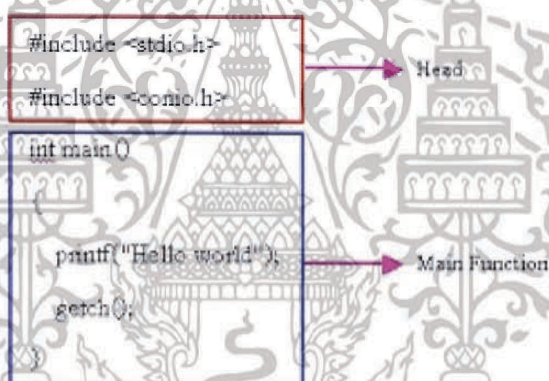 #include <stdio.h>
Head
#include <conio.h>
int main()
{
printf("Hello world");
Main Function
getch();
}